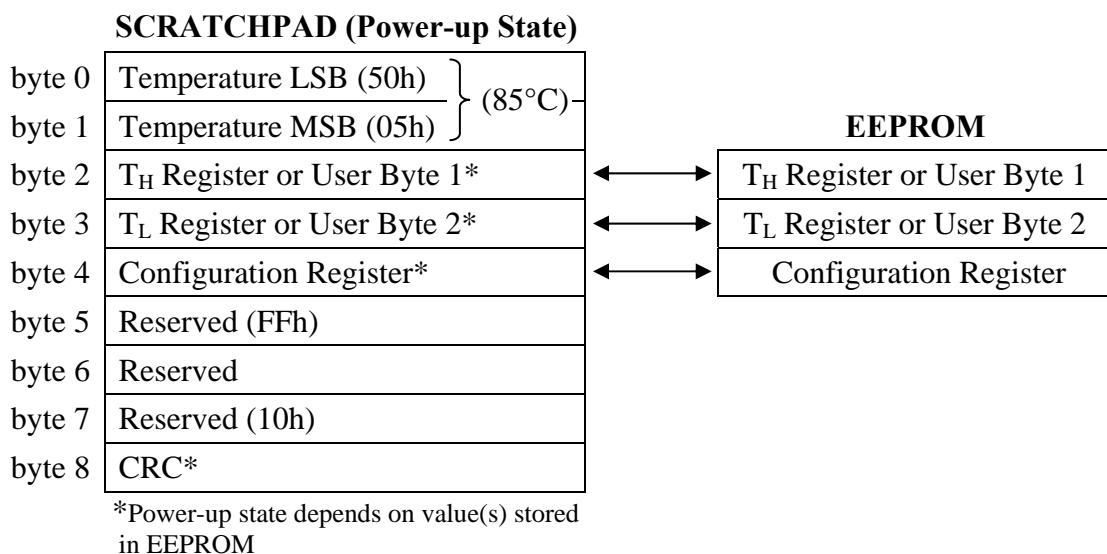 SCRATCHPAD (Power-up State)
byte 0 Temperature LSB (50h)
(85°C)
byte 1 Temperature MSB (05h)
EEPROM
byte 2 TH Register or User Byte 1* TH Register or User Byte 1
byte 3 TL Register or User Byte 2* TL Register or User Byte 2
byte 4 Configuration Register* Configuration Register
byte 5 Reserved (FFh)
byte 6 Reserved
byte 7 Reserved (10h)
byte 8 CRC*
*Power-up state depends on value(s) stored
in EEPROM